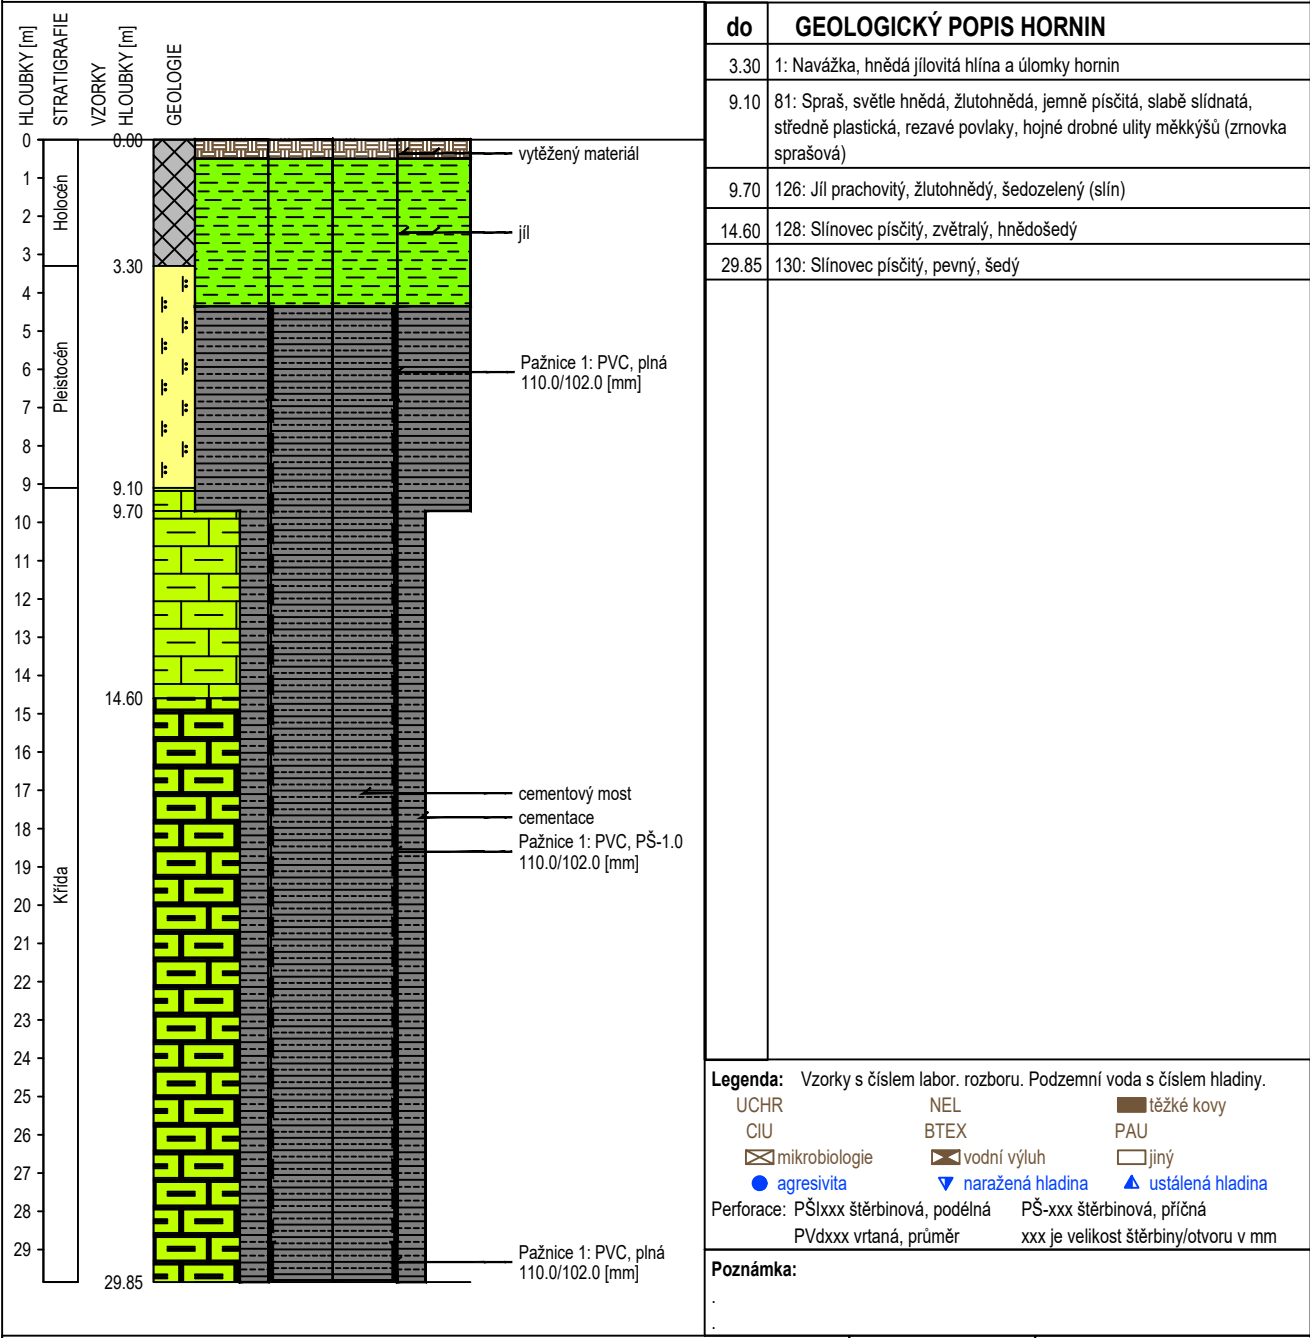 HLOUBKY [m]
STRATIGRAFIE
VZORKY
HLOUBKY [m]
GEOLOGIE
0
1
2
3
4
5
6
7
8
9
10
11
12
13
14
15
16
17
18
19
20
21
22
23
24
25
26
27
28
29
Holocén
Pleistocén
Křída
0.00
3.30
9.10
9.70
14.60
29.85
vytěžený materiál
jíl
Pažnice 1: PVC, plná
110.0/102.0 [mm]
cementový most
cementace
Pažnice 1: PVC, PŠ-1.0
110.0/102.0 [mm]
Pažnice 1: PVC, plná
110.0/102.0 [mm]
do GEOLOGICKÝ POPIS HORNIN
3.30 1: Navážka, hnědá jílovitá hlína a úlomky hornin
9.10 81: Spraš, světle hnědá, žlutohnědá, jemně písčitá, slabě slídnatá,
středně plastická, rezavé povlaky, hojné drobné ulity měkkýšů (zrnovka
sprašová)
9.70 126: Jíl prachovitý, žlutohnědý, šedozelený (slín)
14.60 128: Slínovec písčitý, zvětralý, hnědošedý
29.85 130: Slínovec písčitý, pevný, šedý
Legenda: Vzorky s číslem labor. rozboru. Podzemní voda s číslem hladiny.
UCHR NEL těžké kovy
CIU BTEX PAU
mikrobiologie vodní výluh jiný
agresivita naražená hladina ustálená hladina
Perforace: PŠlxxx štěrbinová, podélná PŠ-xxx štěrbinová, příčná
PVdxxx vrtaná, průměr xxx je velikost štěrbiny/otvoru v mm
Poznámka:
.
.